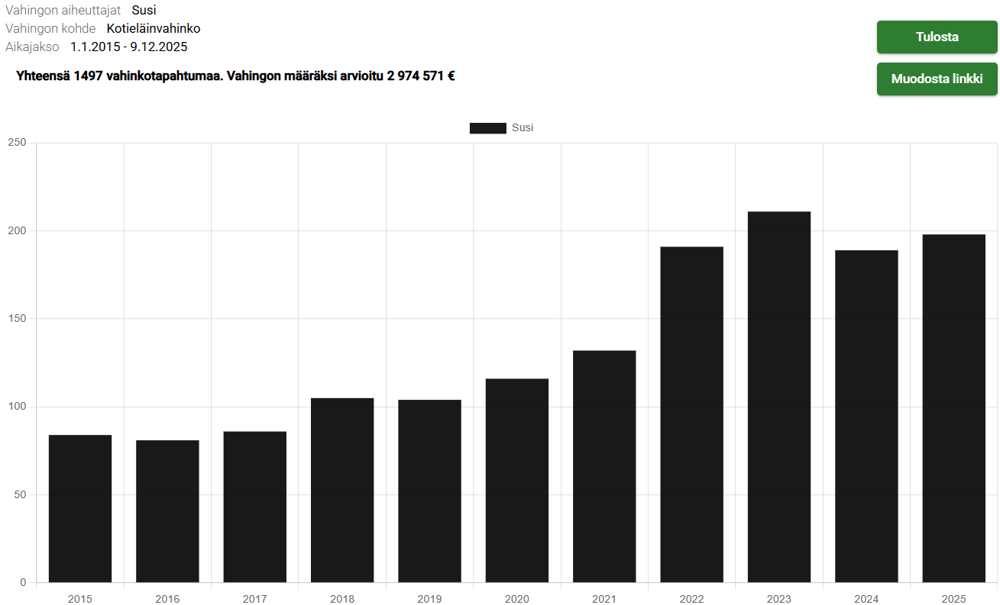 Vahingon aiheuttajat Susi
Vahingon kohde Kotieläinvahinko
Aikajakso 1.1.2015 - 9.12.2025
Tulosta
Yhteensä 1497 vahinkotapahtumaa. Vahingon määräksi arvioitu 2 974 571 €
Muodosta linkki
Susi
250
200
150
100
50
0
2015 2016 2017 2018 2019 2020 2021 2022 2023 2024 2025